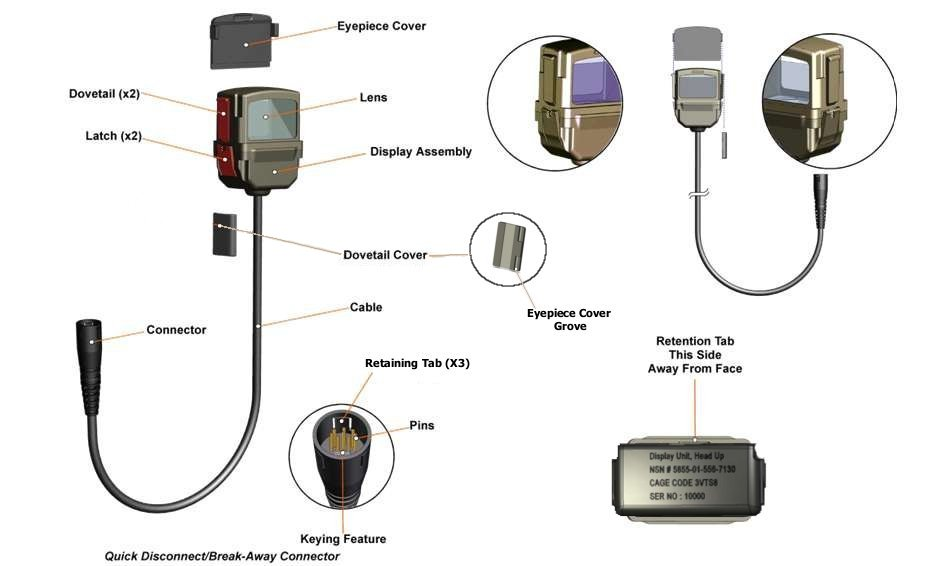 Eyepiece Cover
Dovetail (x2)
Lens
Latch (x2)
Display Assembly
Dovetail Cover
Eyepiece Cover
Grove
Cable
Connector
Retaining Tab (X3)
Pins
Keying Feature
Quick Disconnect/Break-Away Connector
Retention Tab
This Side
Away From Face
Display Unit, Head Up
NSN # 5855-01-556-7130
CAGE CODE 3VTS8
SER NO : 10000